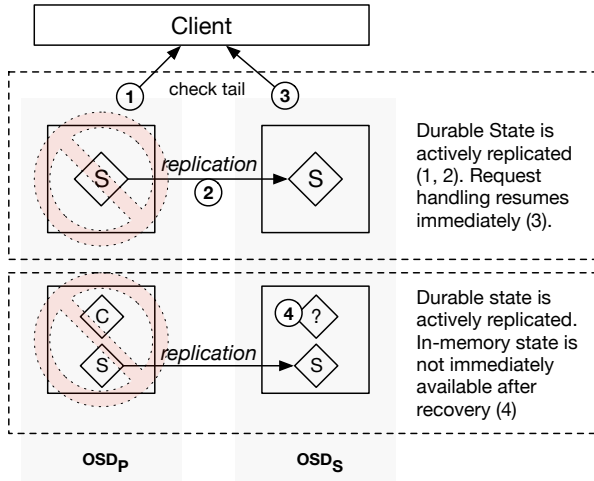 Client
1
check tail
3
S
replication
2
S
Durable State is
actively replicated
(1, 2). Request
handling resumes
immediately (3).
C
4
?
S
replication
S
Durable state is
actively replicated.
In-memory state is
not immediately
available after
recovery (4)
OSDP
OSDS